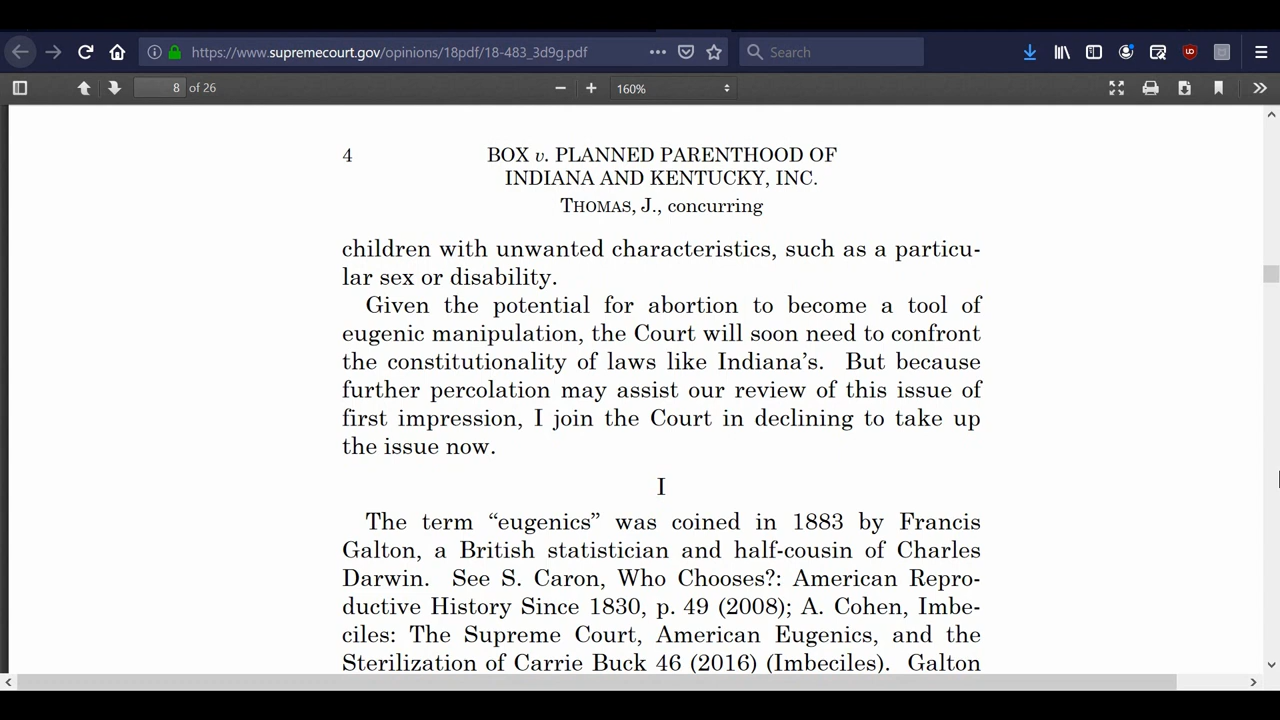 https://www.supremecourt.gov/opinions/18pdf/18-483_3d9g.pdf
Search
8 of 26
160%
4 BOX v. PLANNED PARENTHOOD OF
INDIANA AND KENTUCKY, INC.
THOMAS, J., concurring
children with unwanted characteristics, such as a particu-
lar sex or disability.
Given the potential for abortion to become a tool of
eugenic manipulation, the Court will soon need to confront
the constitutionality of laws like Indiana's. But because
further percolation may assist our review of this issue of
first impression, I join the Court in declining to take up
the issue now.
I
The term “eugenics” was coined in 1883 by Francis
Galton, a British statistician and half-cousin of Charles
Darwin. See S. Caron, Who Chooses?: American Repro-
ductive History Since 1830, p. 49 (2008); A. Cohen, Imbe-
ciles: The Supreme Court, American Eugenics, and the
Sterilization of Carrie Buck 46 (2016) (Imbeciles). Galton